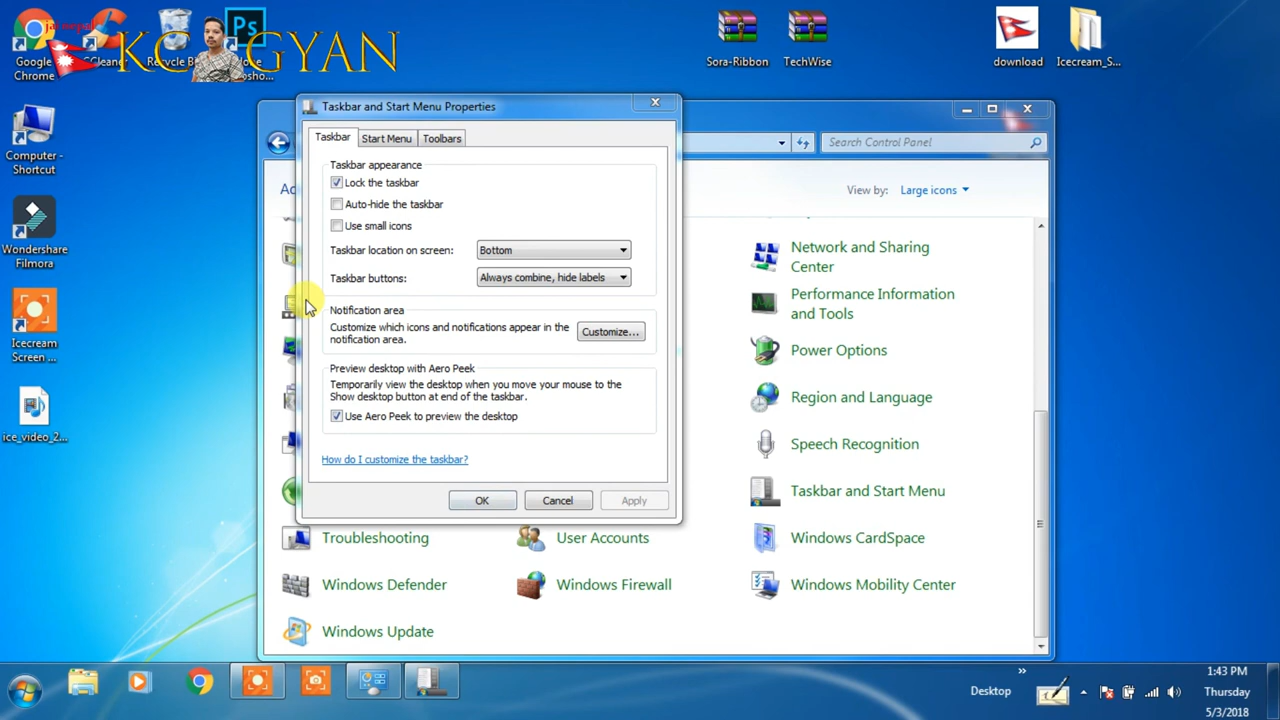 jai nepal
KC GYAN
Google
Chrome
CCleaner
Recycle B
Ps
Sora-Ribbon
TechWise
download
Icecream_S...
Computer -
Shortcut
Wondershare
Filmora
Icecream
Screen ...
ice_video_2...
Taskbar and Start Menu Properties
Taskbar
Start Menu
Toolbars
Taskbar appearance
Lock the taskbar
Auto-hide the taskbar
Use small icons
Taskbar location on screen:
Bottom
Taskbar buttons:
Always combine, hide labels
Notification area
Customize which icons and notifications appear in the
notification area.
Customize...
Preview desktop with Aero Peek
Temporarily view the desktop when you move your mouse to the
Show desktop button at end of the taskbar.
Use Aero Peek to preview the desktop
How do I customize the taskbar?
OK
Cancel
Apply
Search Control Panel
View by:
Large icons
Network and Sharing
Center
Performance Information
and Tools
Power Options
Region and Language
Speech Recognition
Taskbar and Start Menu
Troubleshooting
User Accounts
Windows CardSpace
Windows Defender
Windows Firewall
Windows Mobility Center
Windows Update
Desktop
1:43 PM
Thursday
5/3/2018